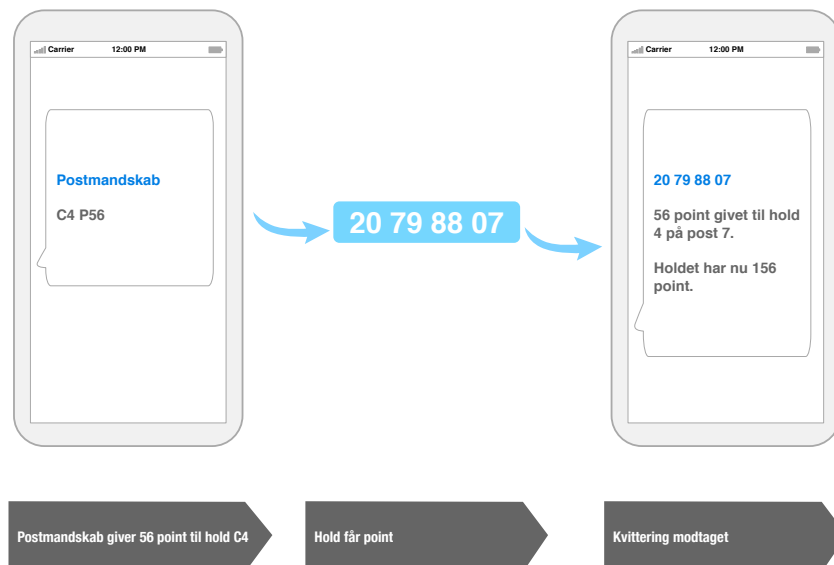 Carrier 12:00 PM
Postmandskab
C4 P56
20 79 88 07
Carrier 12:00 PM
20 79 88 07
56 point givet til hold
4 på post 7.
Holdet har nu 156
point.
Postmandskab giver 56 point til hold C4
Hold får point
Kvittering modtaget